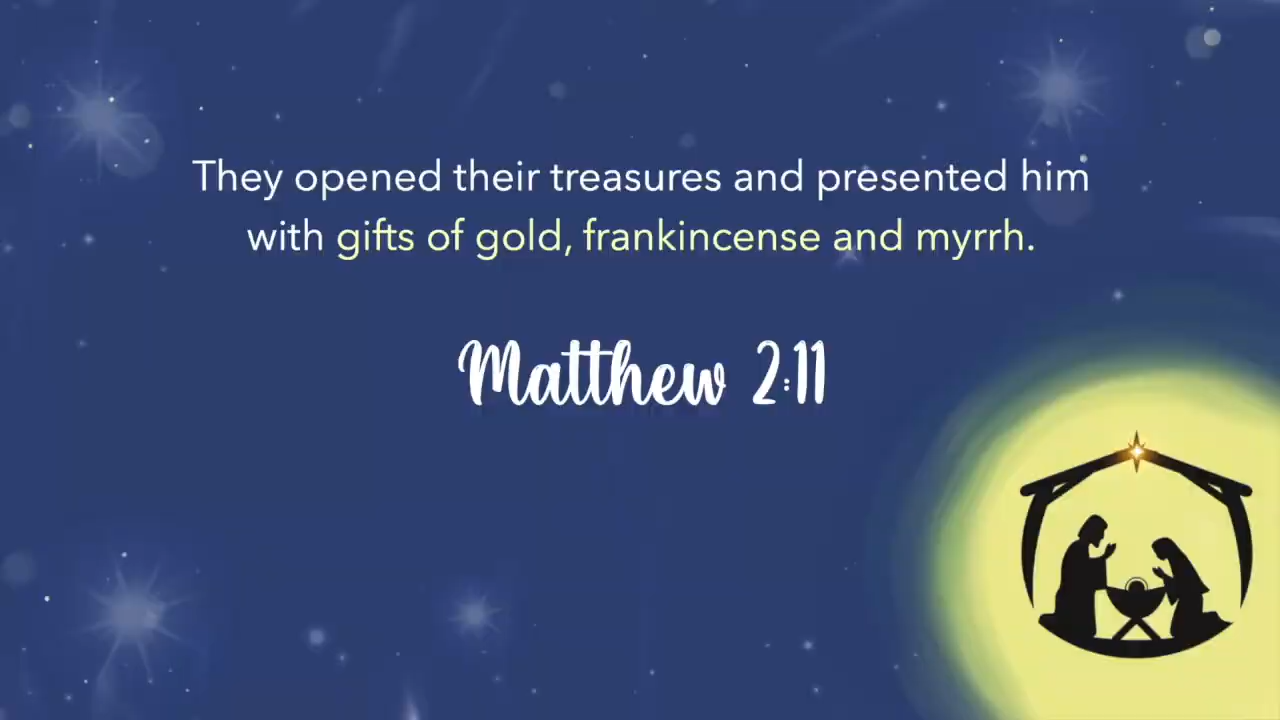 They opened their treasures and presented him
with gifts of gold, frankincense and myrrh.
Matthew 2:11